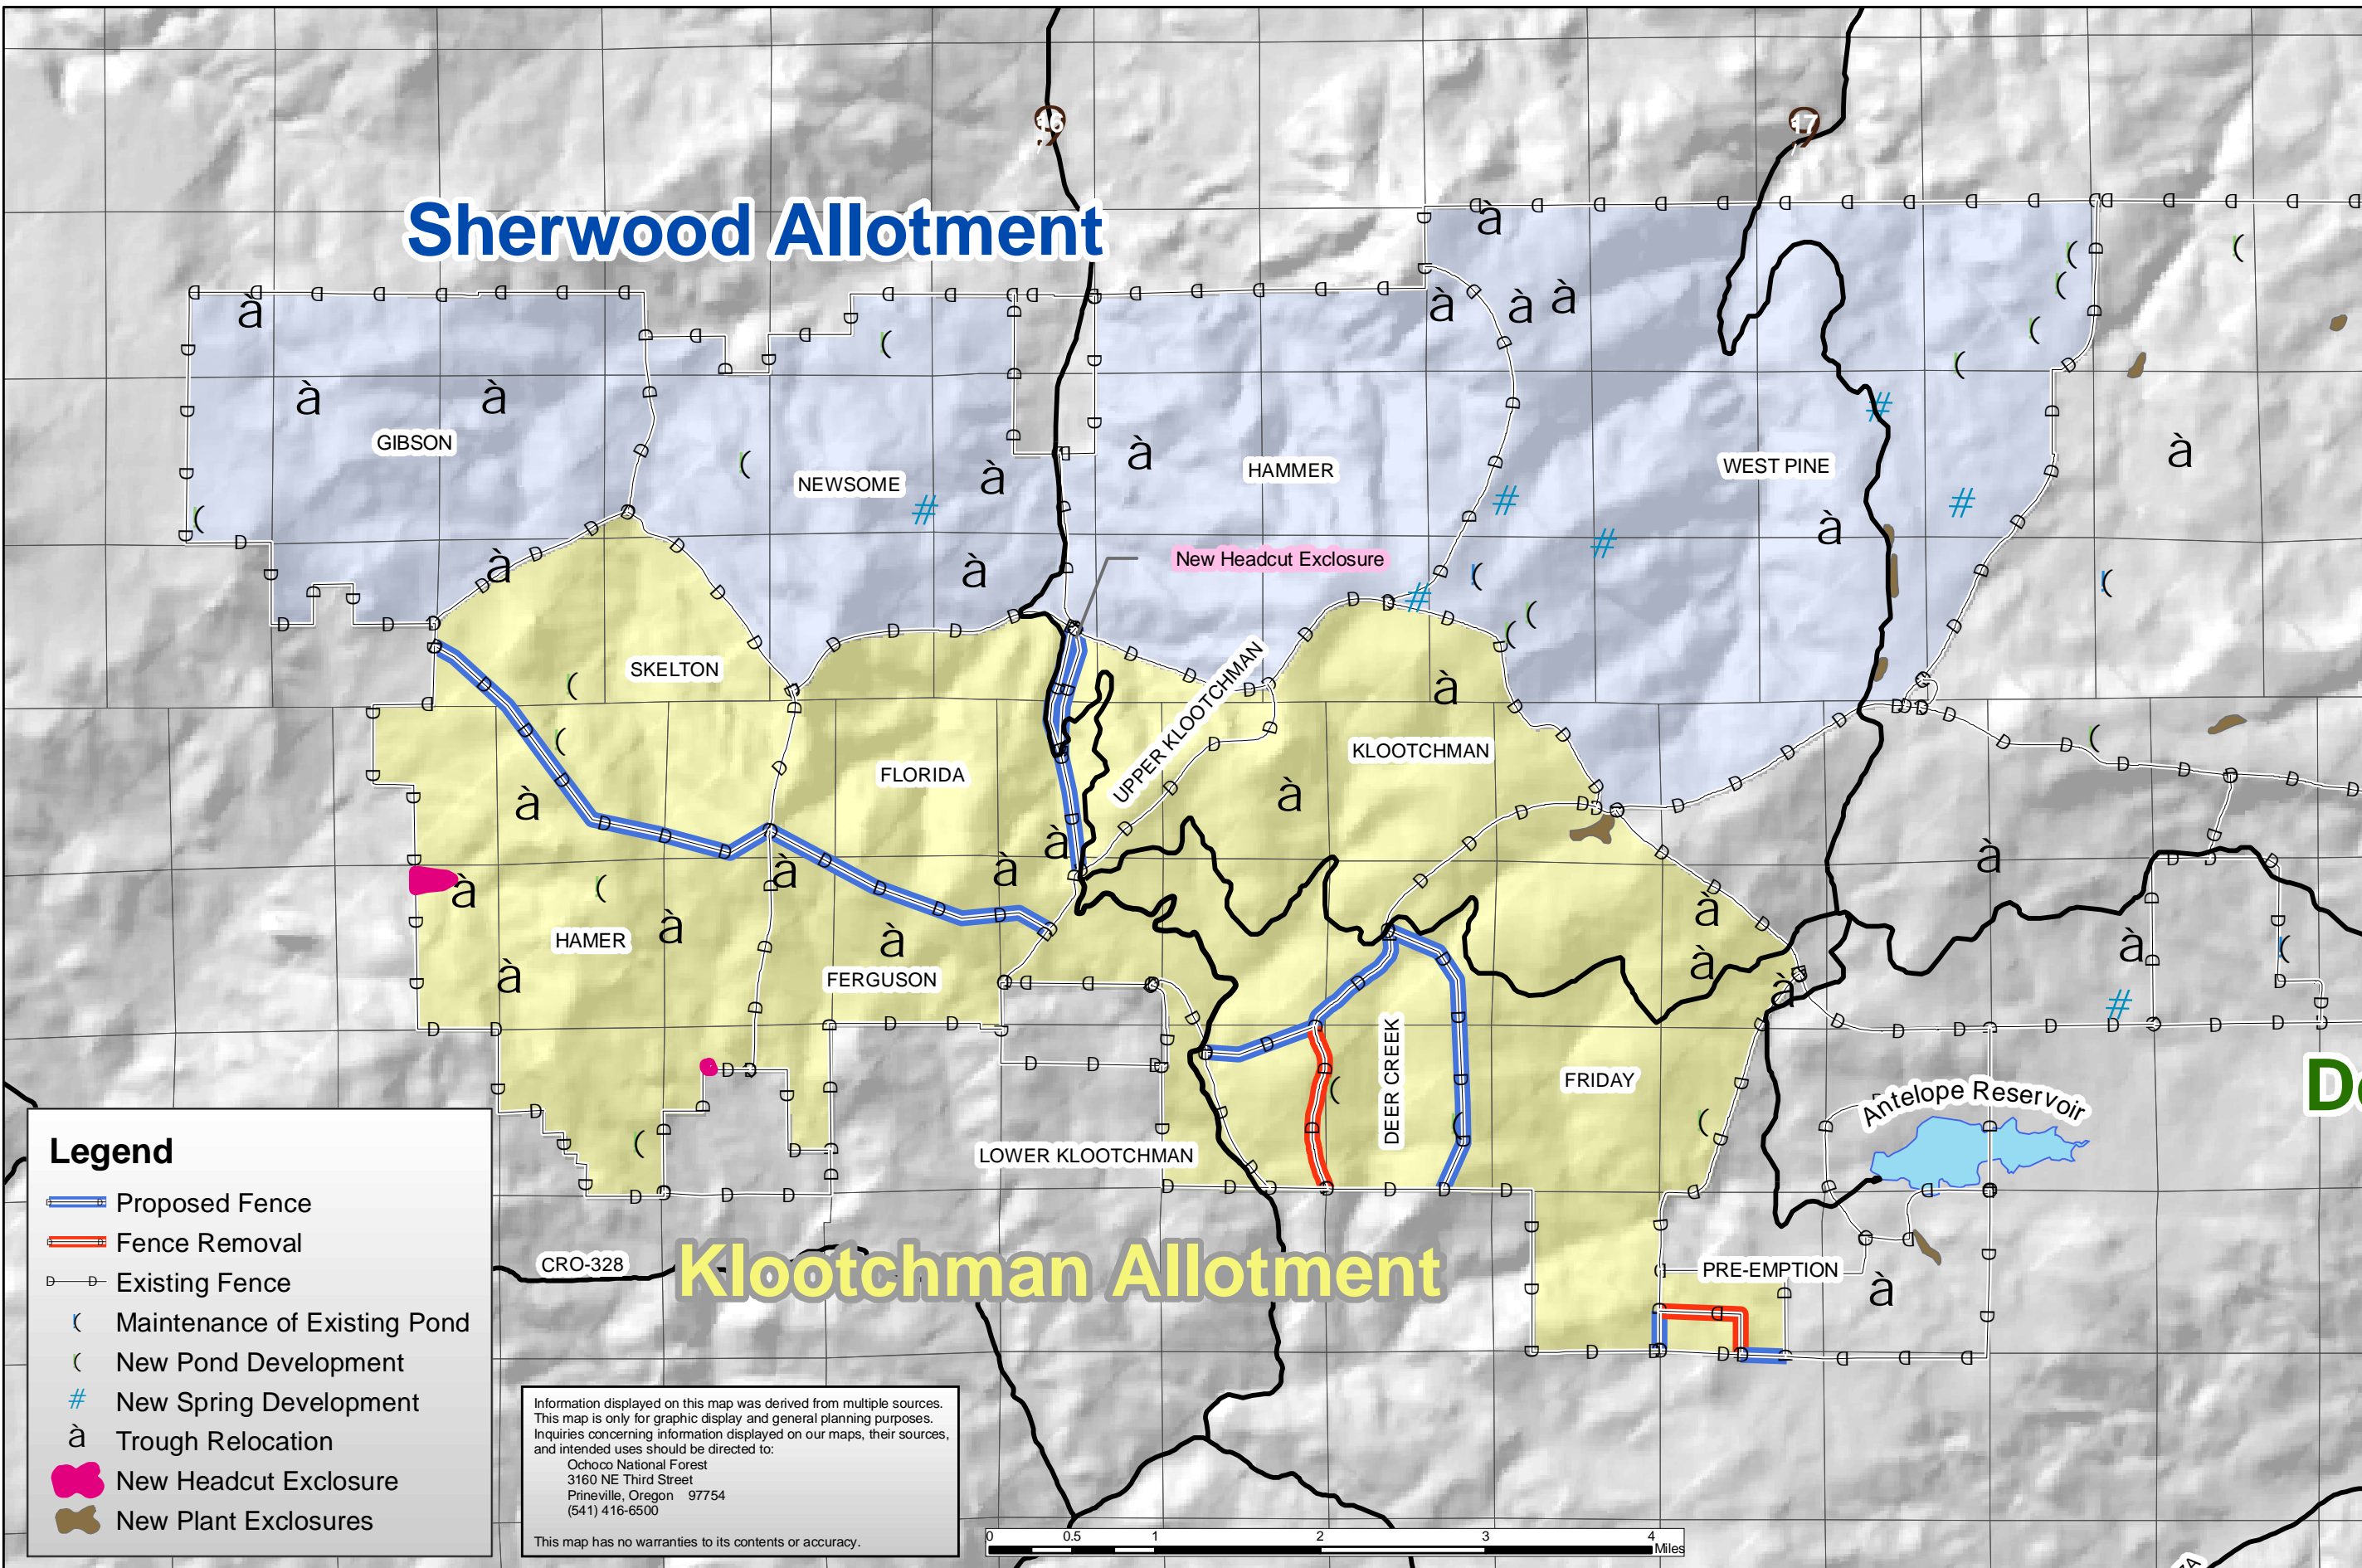 16
17
Sherwood Allotment
GIBSON
NEWSOME
HAMMER
WEST PINE
New Headcut Exclosure
SKELTON
UPPER KLOOTCHMAN
KLOOTCHMAN
FLORIDA
HAMER
FERGUSON
DEER CREEK
FRIDAY
Antelope Reservoir
LOWER KLOOTCHMAN
CRO-328
Klootchman Allotment
PRE-EMPTION
Legend
Proposed Fence
Fence Removal
Existing Fence
Maintenance of Existing Pond
New Pond Development
# New Spring Development
à Trough Relocation
New Headcut Exclosure
New Plant Exclosures
Information displayed on this map was derived from multiple sources.
This map is only for graphic display and general planning purposes.
Inquiries concerning information displayed on our maps, their sources,
and intended uses should be directed to:
Ochoco National Forest
3160 NE Third Street
Prineville, Oregon 97754
(541) 416-6500
This map has no warranties to its contents or accuracy.
0 0.5 1 2 3 4
Miles